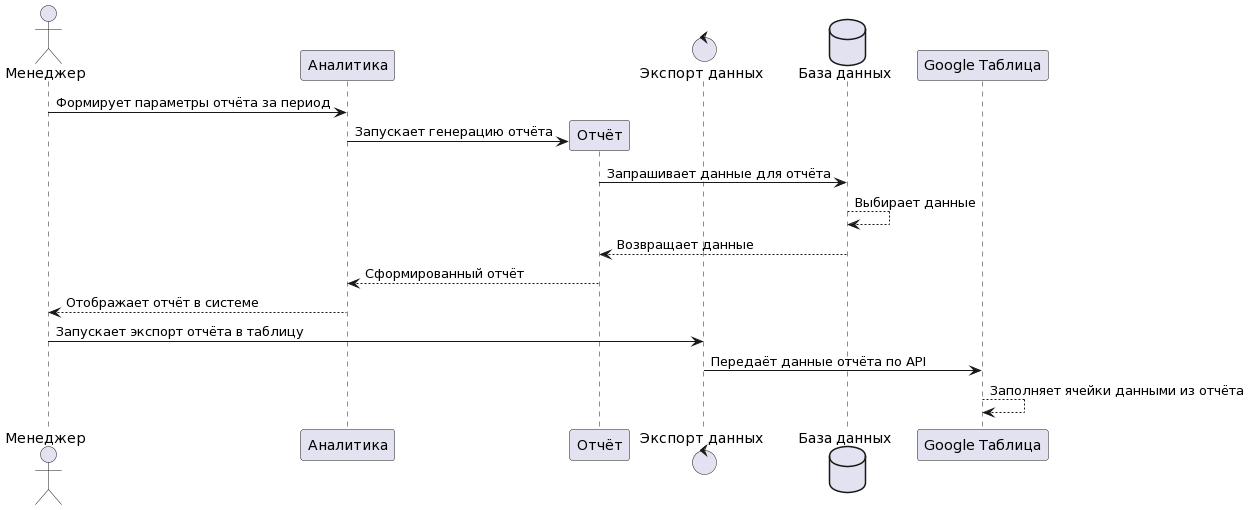 Менеджер
Аналитика
Экспорт данных
База данных
Google Таблица
Формирует параметры отчёта за период
Запускает генерацию отчёта
Отчёт
Запрашивает данные для отчёта
Выбирает данные
Возвращает данные
Сформированный отчёт
Отображает отчёт в системе
Запускает экспорт отчёта в таблицу
Передаёт данные отчёта по API
Заполняет ячейки данными из отчёта
Менеджер
Аналитика
Отчёт
Экспорт данных
База данных
Google Таблица